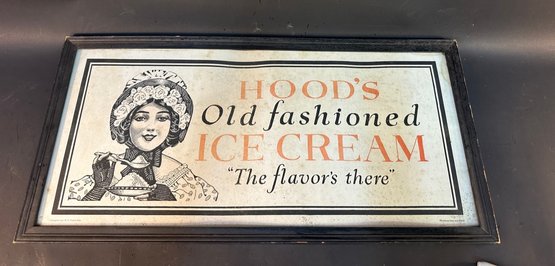 HOOD'S
Old fashioned
ICE CREAM
"The flavor's there"